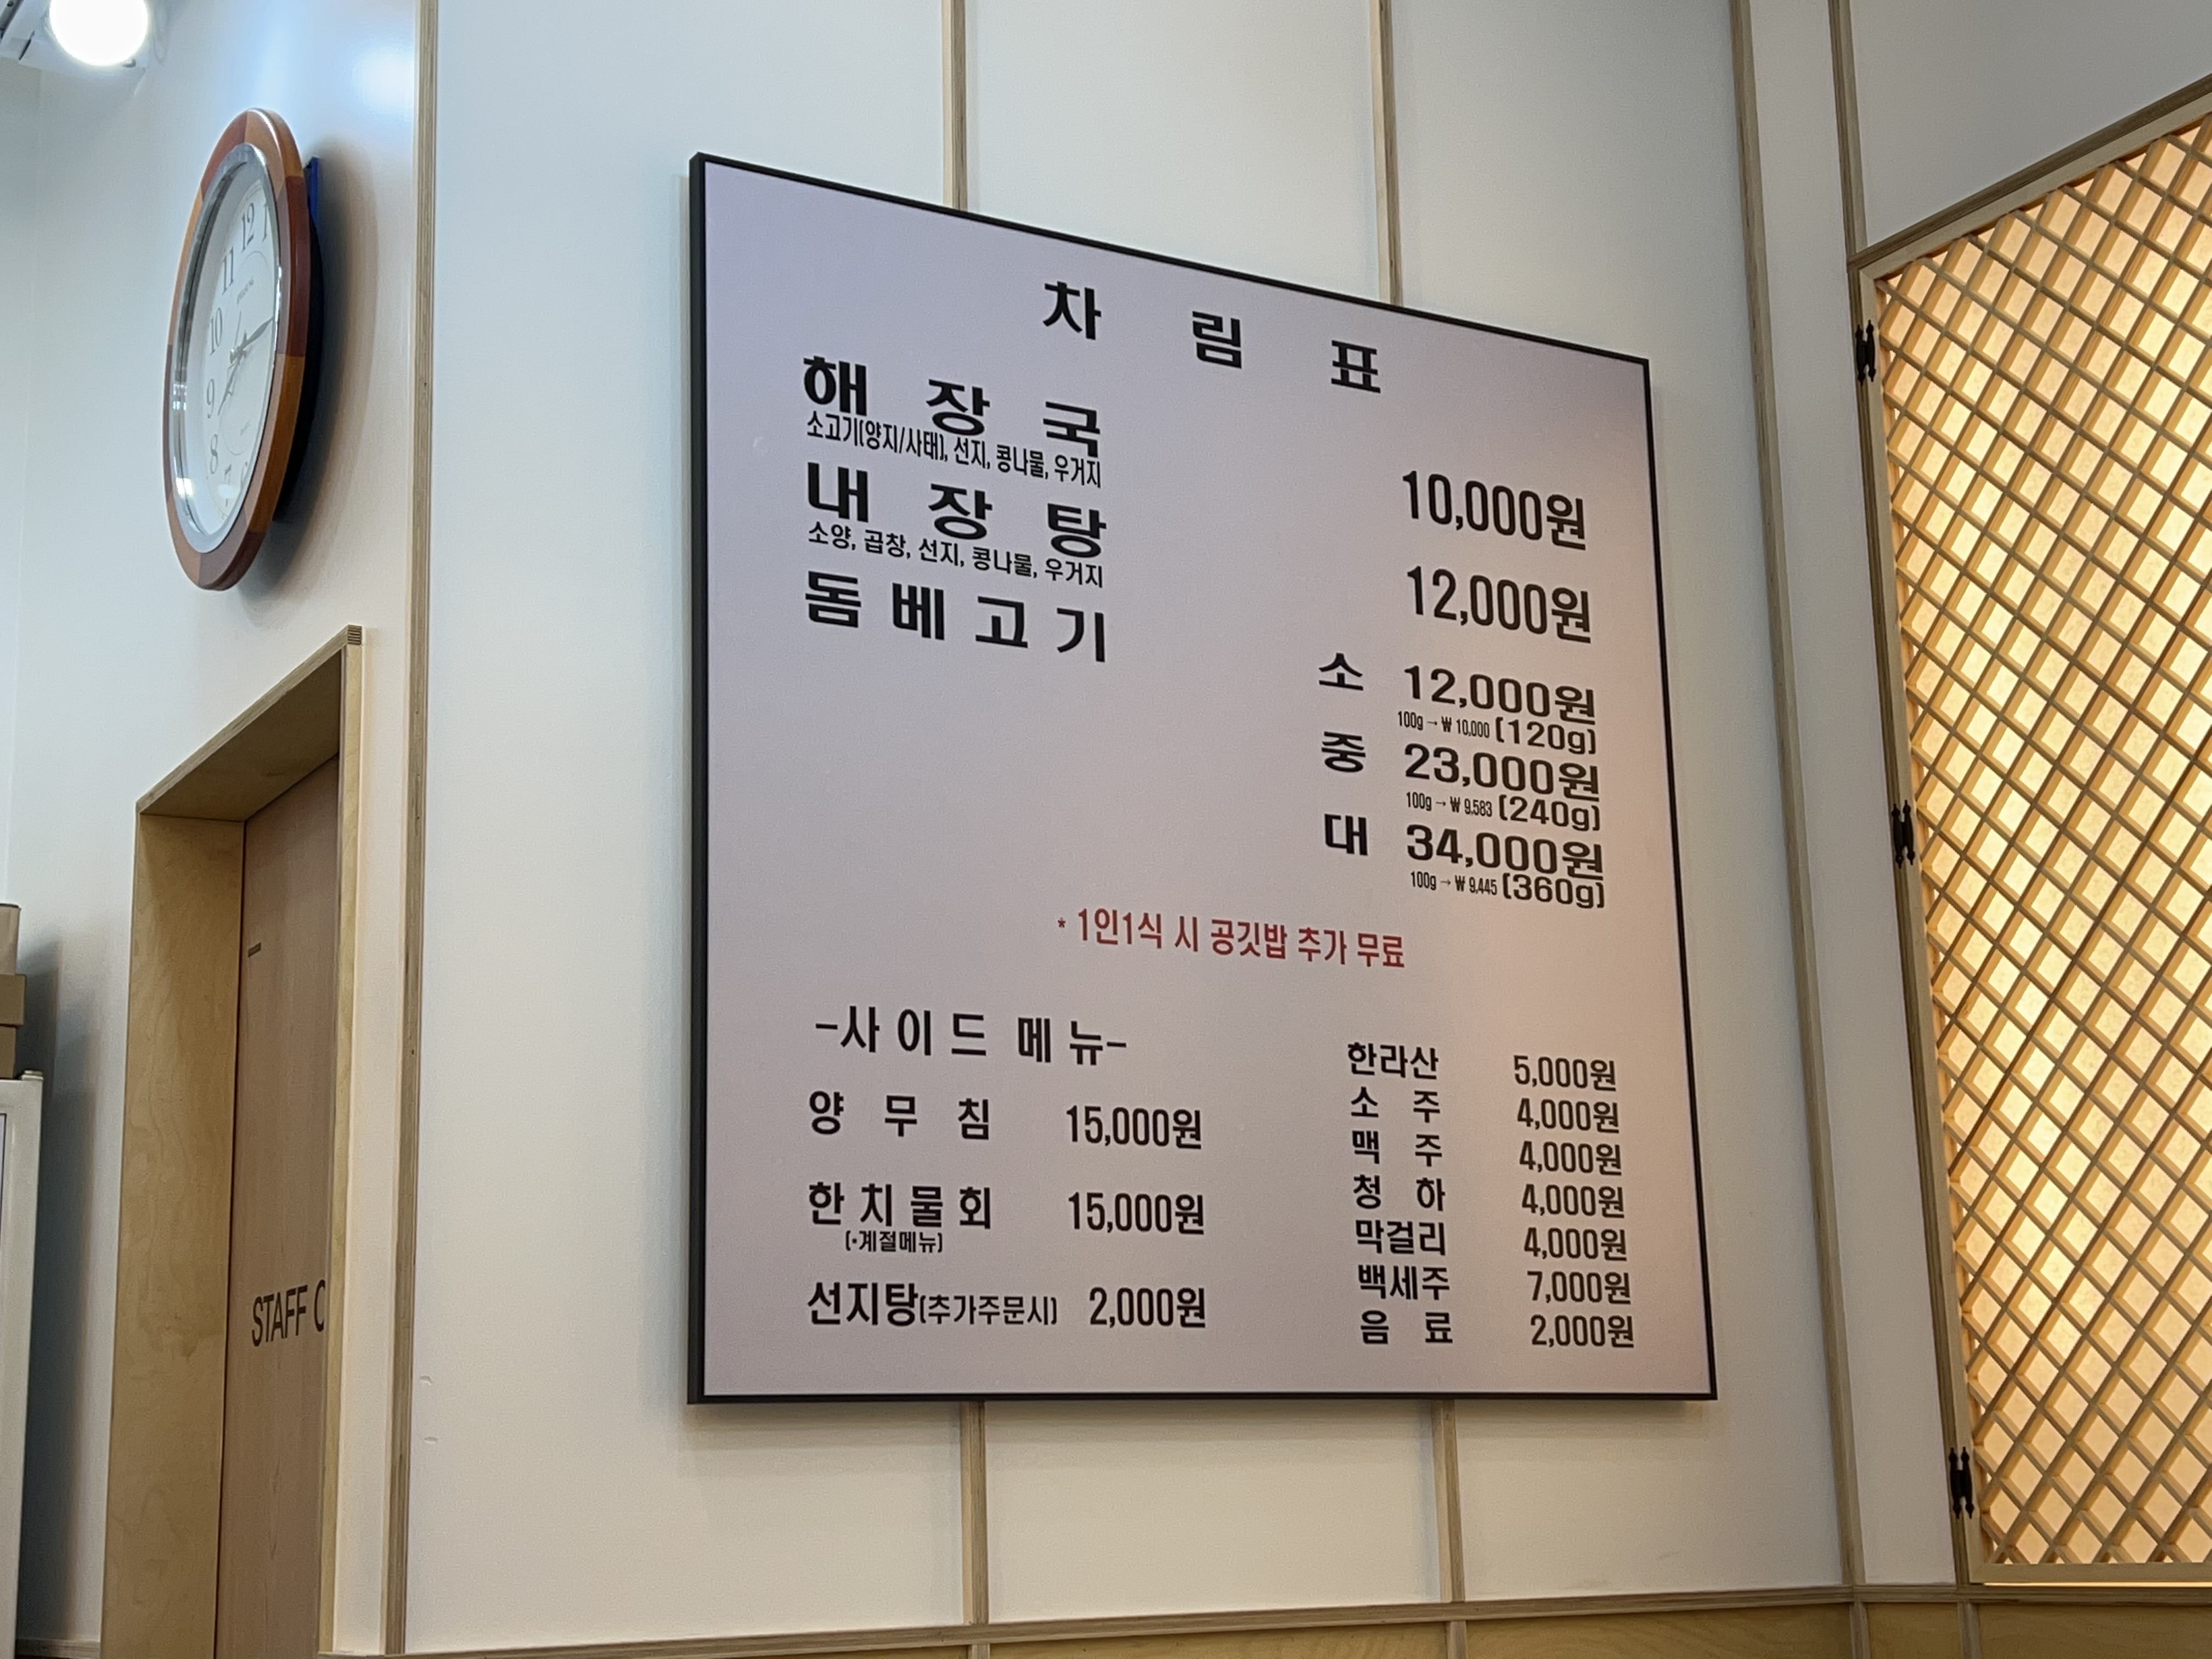 12
1
11
10
9
8
7
STAFF O
차 림 표
해 장 국
소고기(양지/사태), 선지, 콩나물, 우거지
10,000원
내 장 탕
소양, 곱창, 선지, 콩나물, 우거지
12,000원
돔 베 고 기
소 12,000원
100g → ₩ 10,000 (120g)
중 23,000원
100g → ₩ 9,583 (240g)
대 34,000원
100g → ₩ 9,445 (360g)
* 1인1식 시 공깃밥 추가 무료
-사 이 드 메 뉴-
양 무 침 15,000원
한 치 물 회 15,000원
(·계절메뉴)
선지탕(추가주문시) 2,000원
한라산 5,000원
소 주 4,000원
맥 주 4,000원
청 하 4,000원
막걸리 4,000원
백세주 7,000원
음 료 2,000원